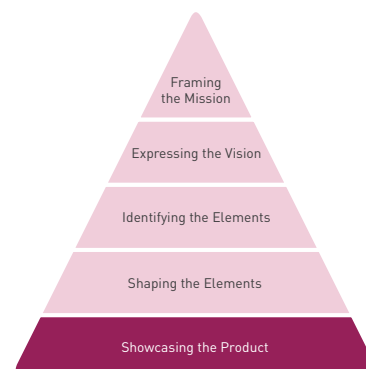 Framing
the Mission
Expressing the Vision
Identifying the Elements
Shaping the Elements
Showcasing the Product